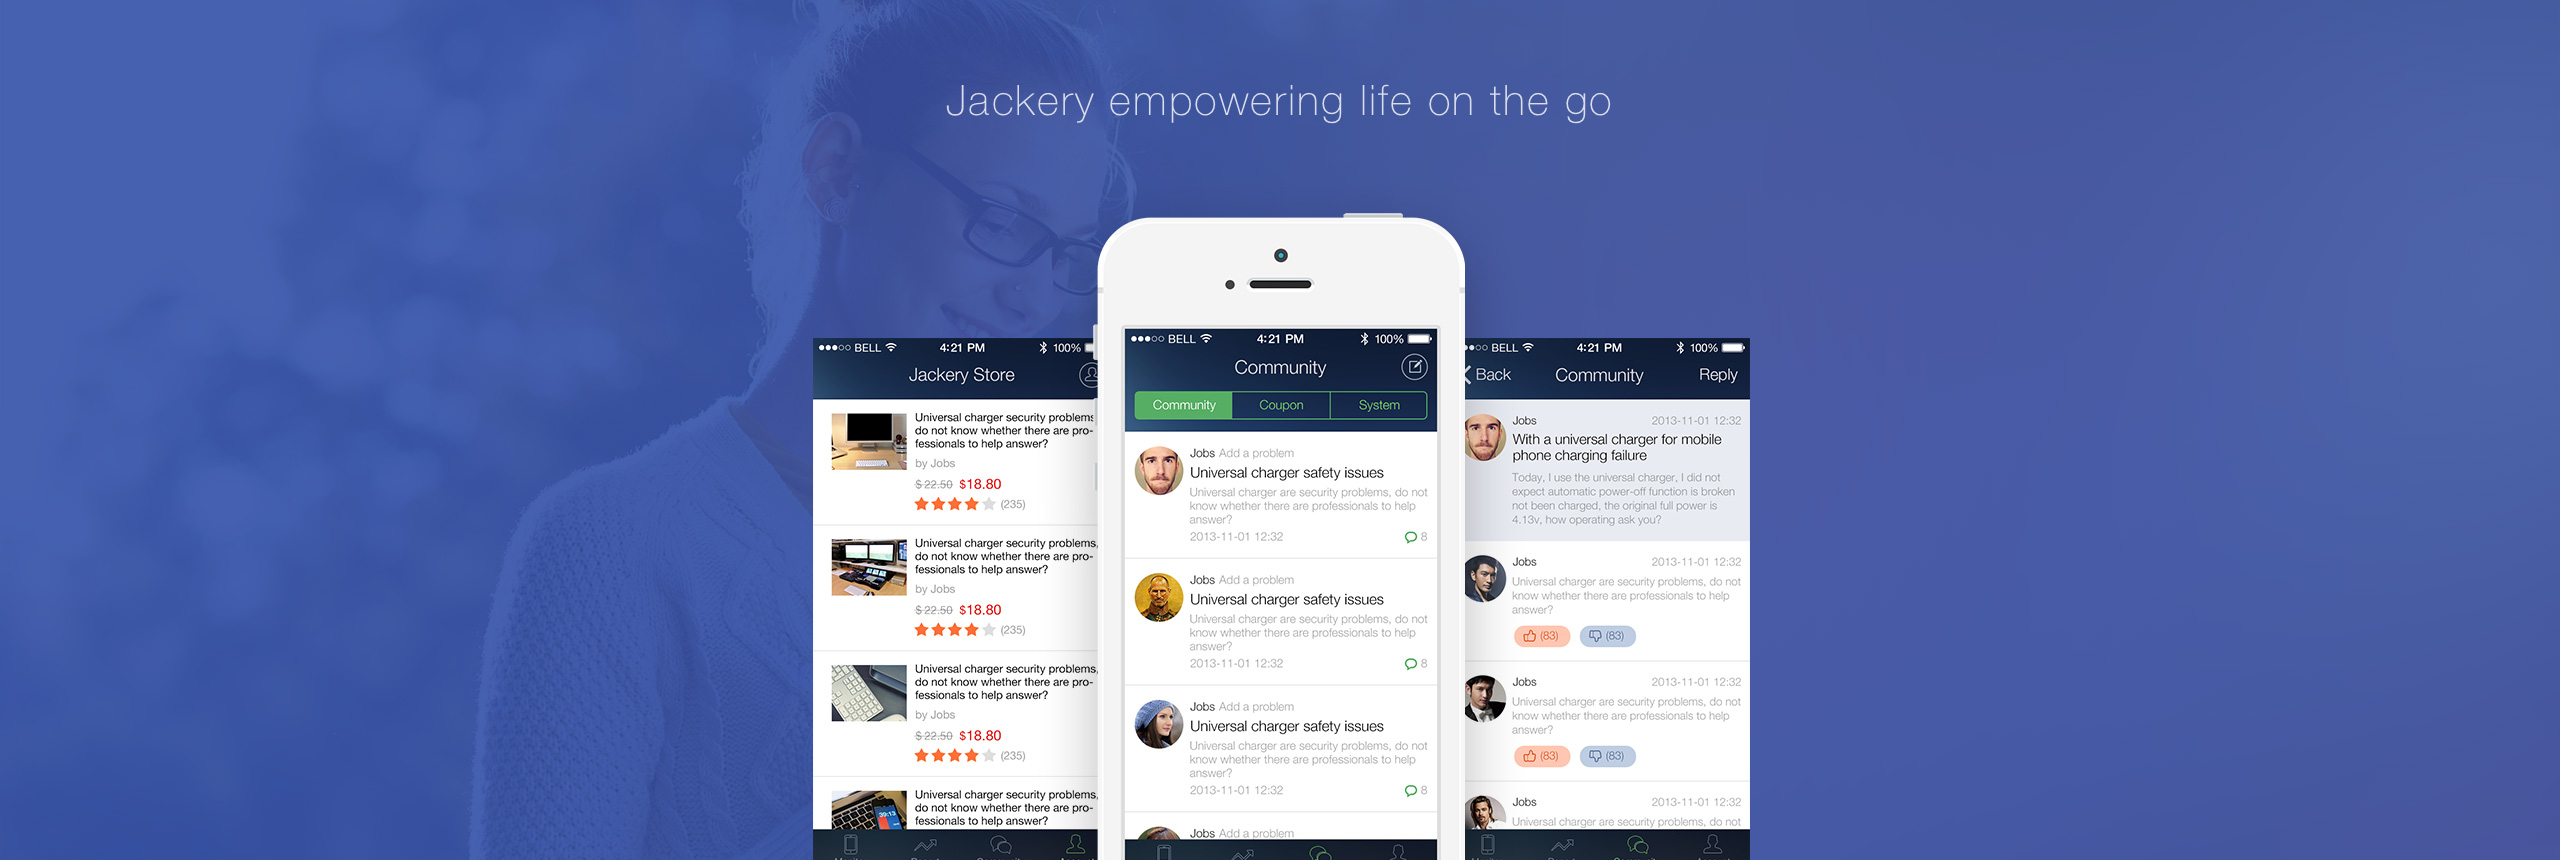 Jackery empowering life on the go
BELL 4:21 PM 100%
Jackery Store
Universal charger security problems
do not know whether there are pro-
fessionals to help answer?
by Jobs
$ 22.50 $18.80
(235)
Universal charger security problems,
do not know whether there are pro-
fessionals to help answer?
by Jobs
$ 22.50 $18.80
(235)
Universal charger security problems,
do not know whether there are pro-
fessionals to help answer?
by Jobs
$ 22.50 $18.80
(235)
39:13
Universal charger security problems,
do not know whether there are pro-
fessionals to help answer?
BELL 4:21 PM 100%
Community
Community Coupon System
Jobs Add a problem
Universal charger safety issues
Universal charger are security problems, do not
know whether there are professionals to help
answer?
2013-11-01 12:32 8
Jobs Add a problem
Universal charger safety issues
Universal charger are security problems, do not
know whether there are professionals to help
answer?
2013-11-01 12:32 8
Jobs Add a problem
Universal charger safety issues
Universal charger are security problems, do not
know whether there are professionals to help
answer?
2013-11-01 12:32 8
Jobs Add a problem
BELL 4:21 PM 100%
Back Community Reply
Jobs 2013-11-01 12:32
With a universal charger for mobile
phone charging failure
Today, I use the universal charger, I did not
expect automatic power-off function is broken
not been charged, the original full power is
4.13v, how operating ask you?
Jobs 2013-11-01 12:32
Universal charger are security problems, do not
know whether there are professionals to help
answer?
(83) (83)
Jobs 2013-11-01 12:32
Universal charger are security problems, do not
know whether there are professionals to help
answer?
(83) (83)
Jobs 2013-11-01 12:32
Universal charger are security problems, do not